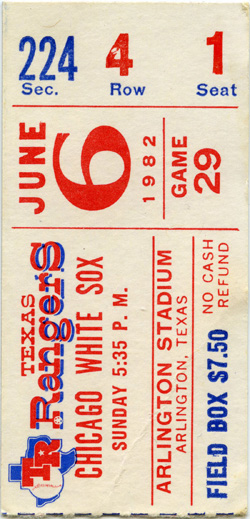 224 4 1
Sec. Row Seat
JUNE 6 1982
GAME 29
TEXAS
Rangers
TR
CHICAGO WHITE SOX
SUNDAY 5:35 P. M.
ARLINGTON STADIUM
ARLINGTON, TEXAS
NO CASH
REFUND
FIELD BOX $7.50